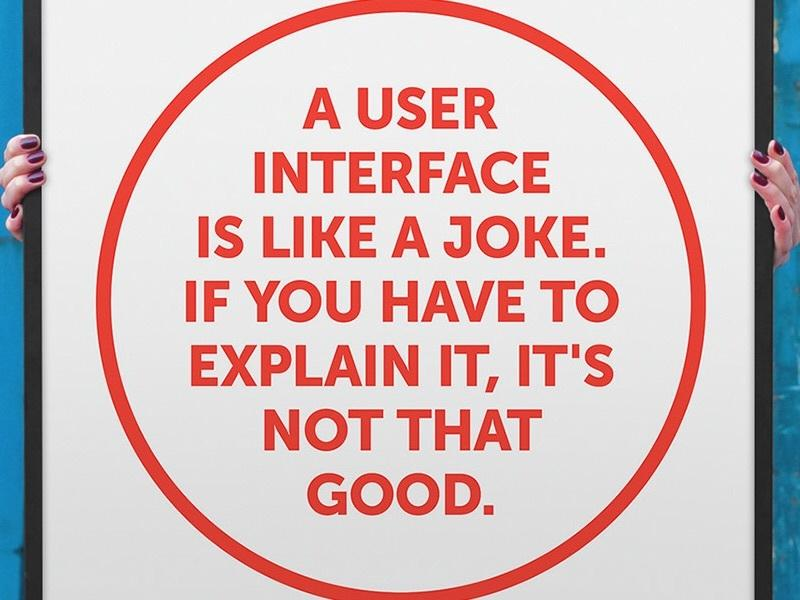 A USER
INTERFACE
IS LIKE A JOKE.
IF YOU HAVE TO
EXPLAIN IT, IT'S
NOT THAT
GOOD.